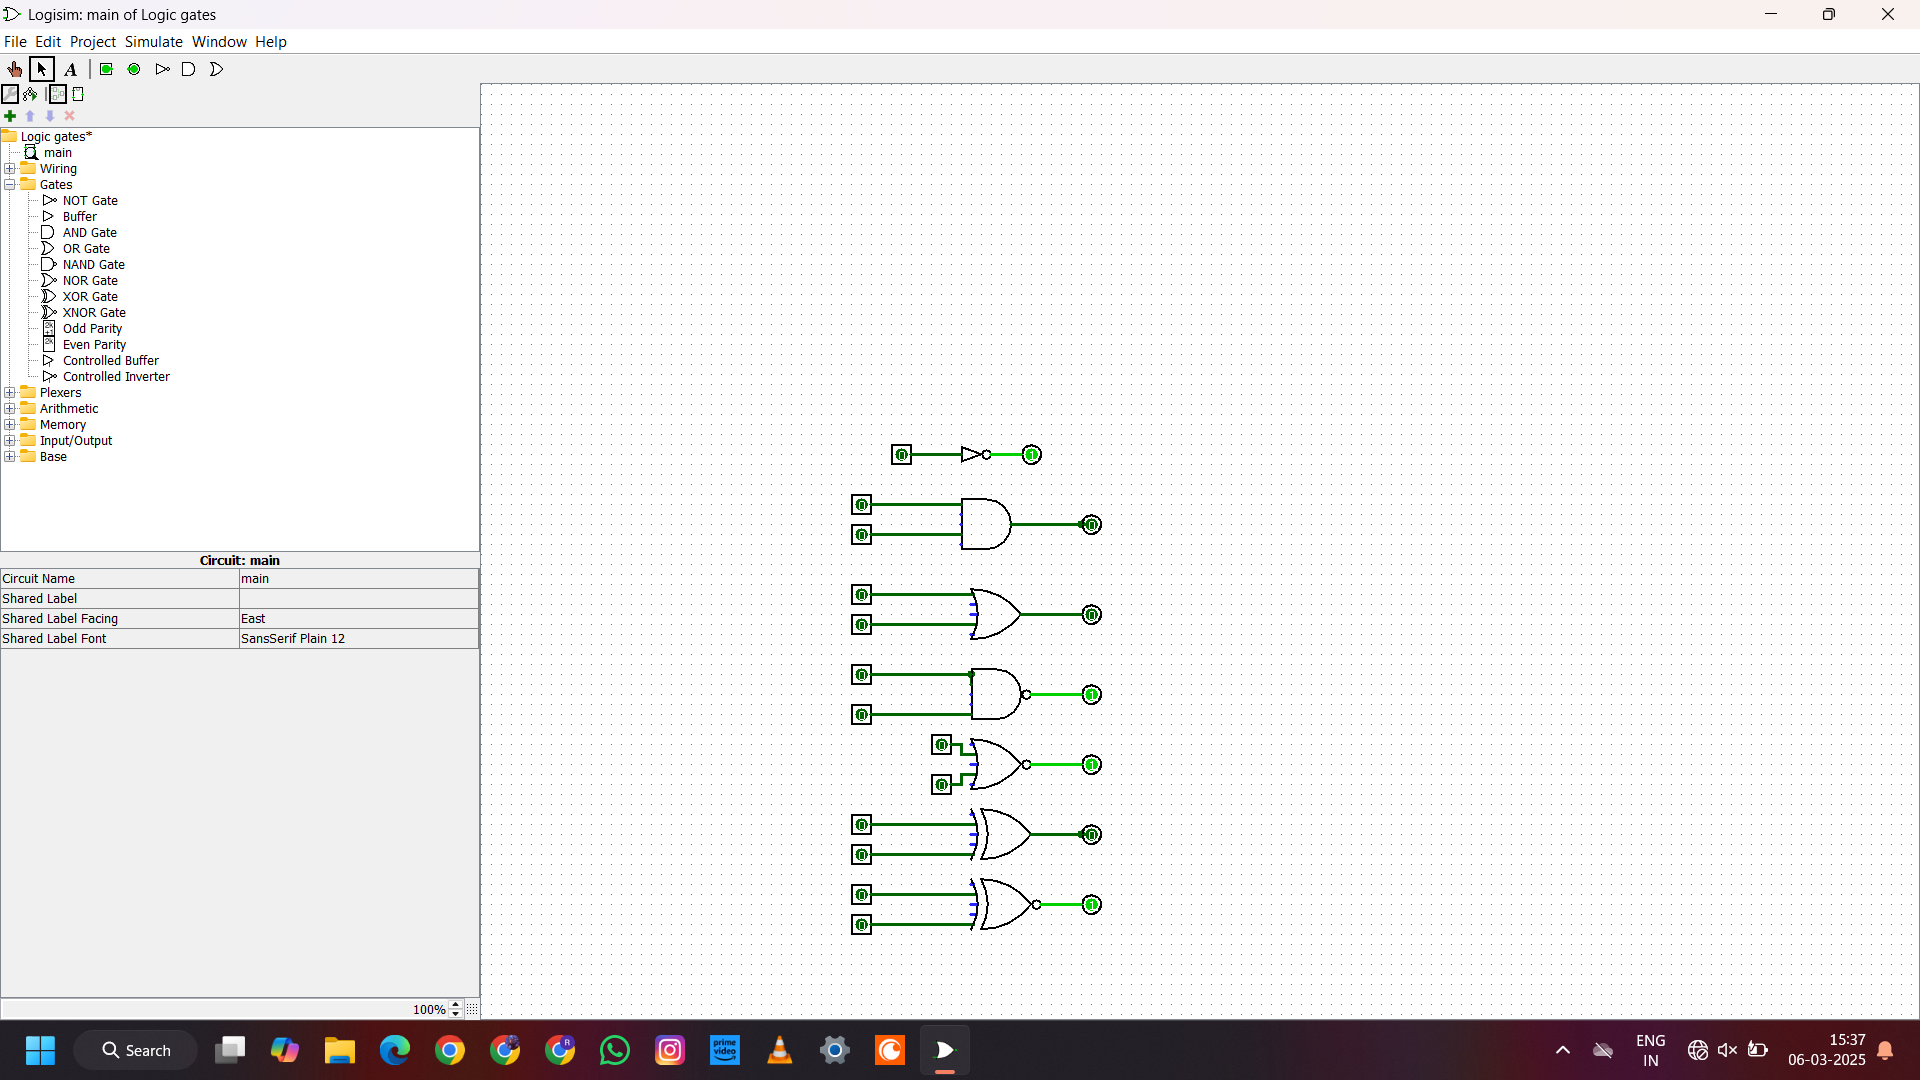 Logisim: main of Logic gates
File Edit Project Simulate Window Help
A
Logic gates*
main
Wiring
Gates
NOT Gate
Buffer
AND Gate
OR Gate
NAND Gate
NOR Gate
XOR Gate
XNOR Gate
Odd Parity
Even Parity
Controlled Buffer
Controlled Inverter
Plexers
Arithmetic
Memory
Input/Output
Base
Circuit: main
Circuit Name main
Shared Label
Shared Label Facing East
Shared Label Font SansSerif Plain 12
100%
0 1
0
0 0
0
0 0
0
0 1
0
0 1
0
0 0
0
0 1
0
Search
R
prime video
ENG
IN
15:37
06-03-2025